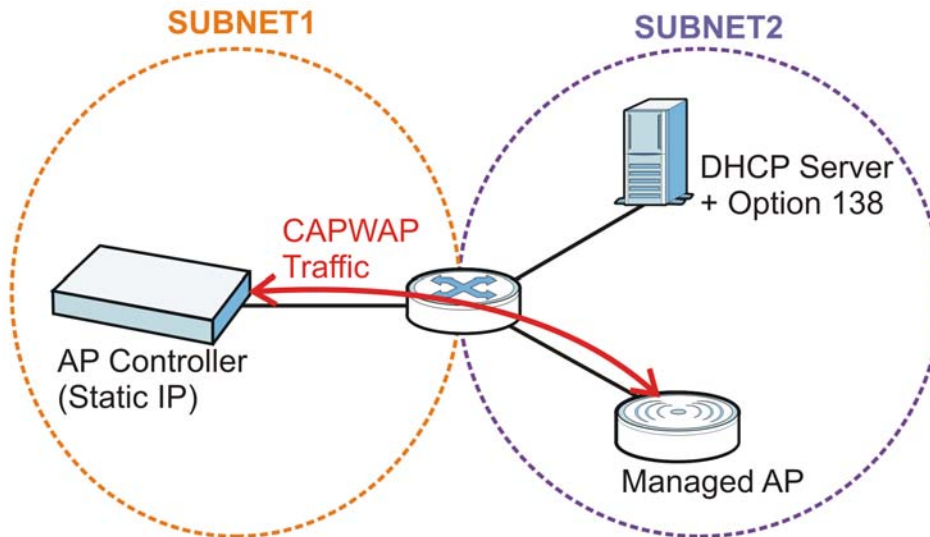 SUBNET1
SUBNET2
DHCP Server
+ Option 138
CAPWAP
Traffic
AP Controller
(Static IP)
Managed AP